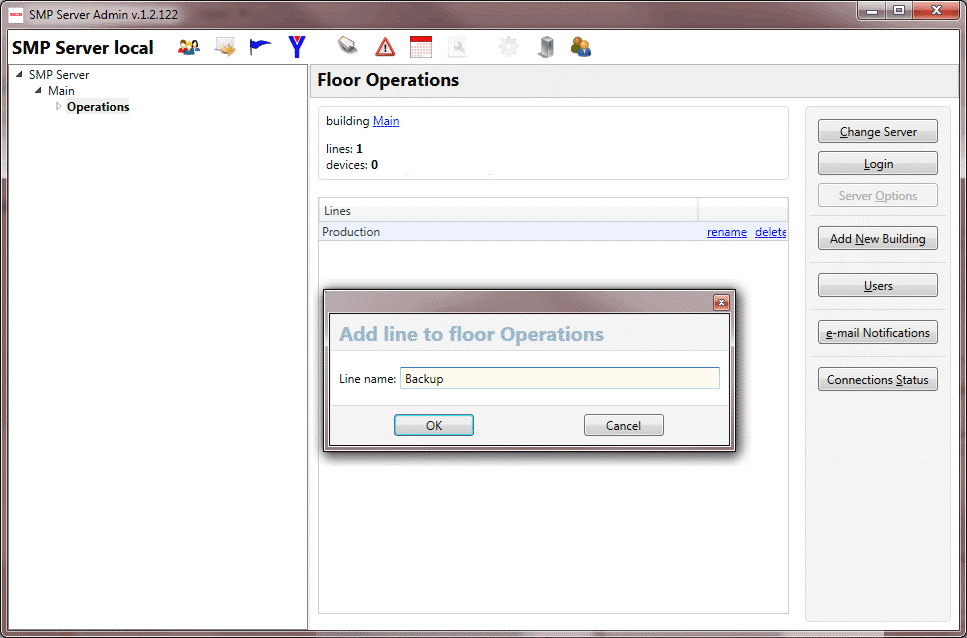 SMP Server Admin v.1.2.122
SMP Server local
SMP Server
Main
Operations
Floor Operations
building Main
lines: 1
devices: 0
Lines
Production rename delete
Add line to floor Operations
Line name: Backup
OK Cancel
Change Server
Login
Server Options
Add New Building
Users
e-mail Notifications
Connections Status